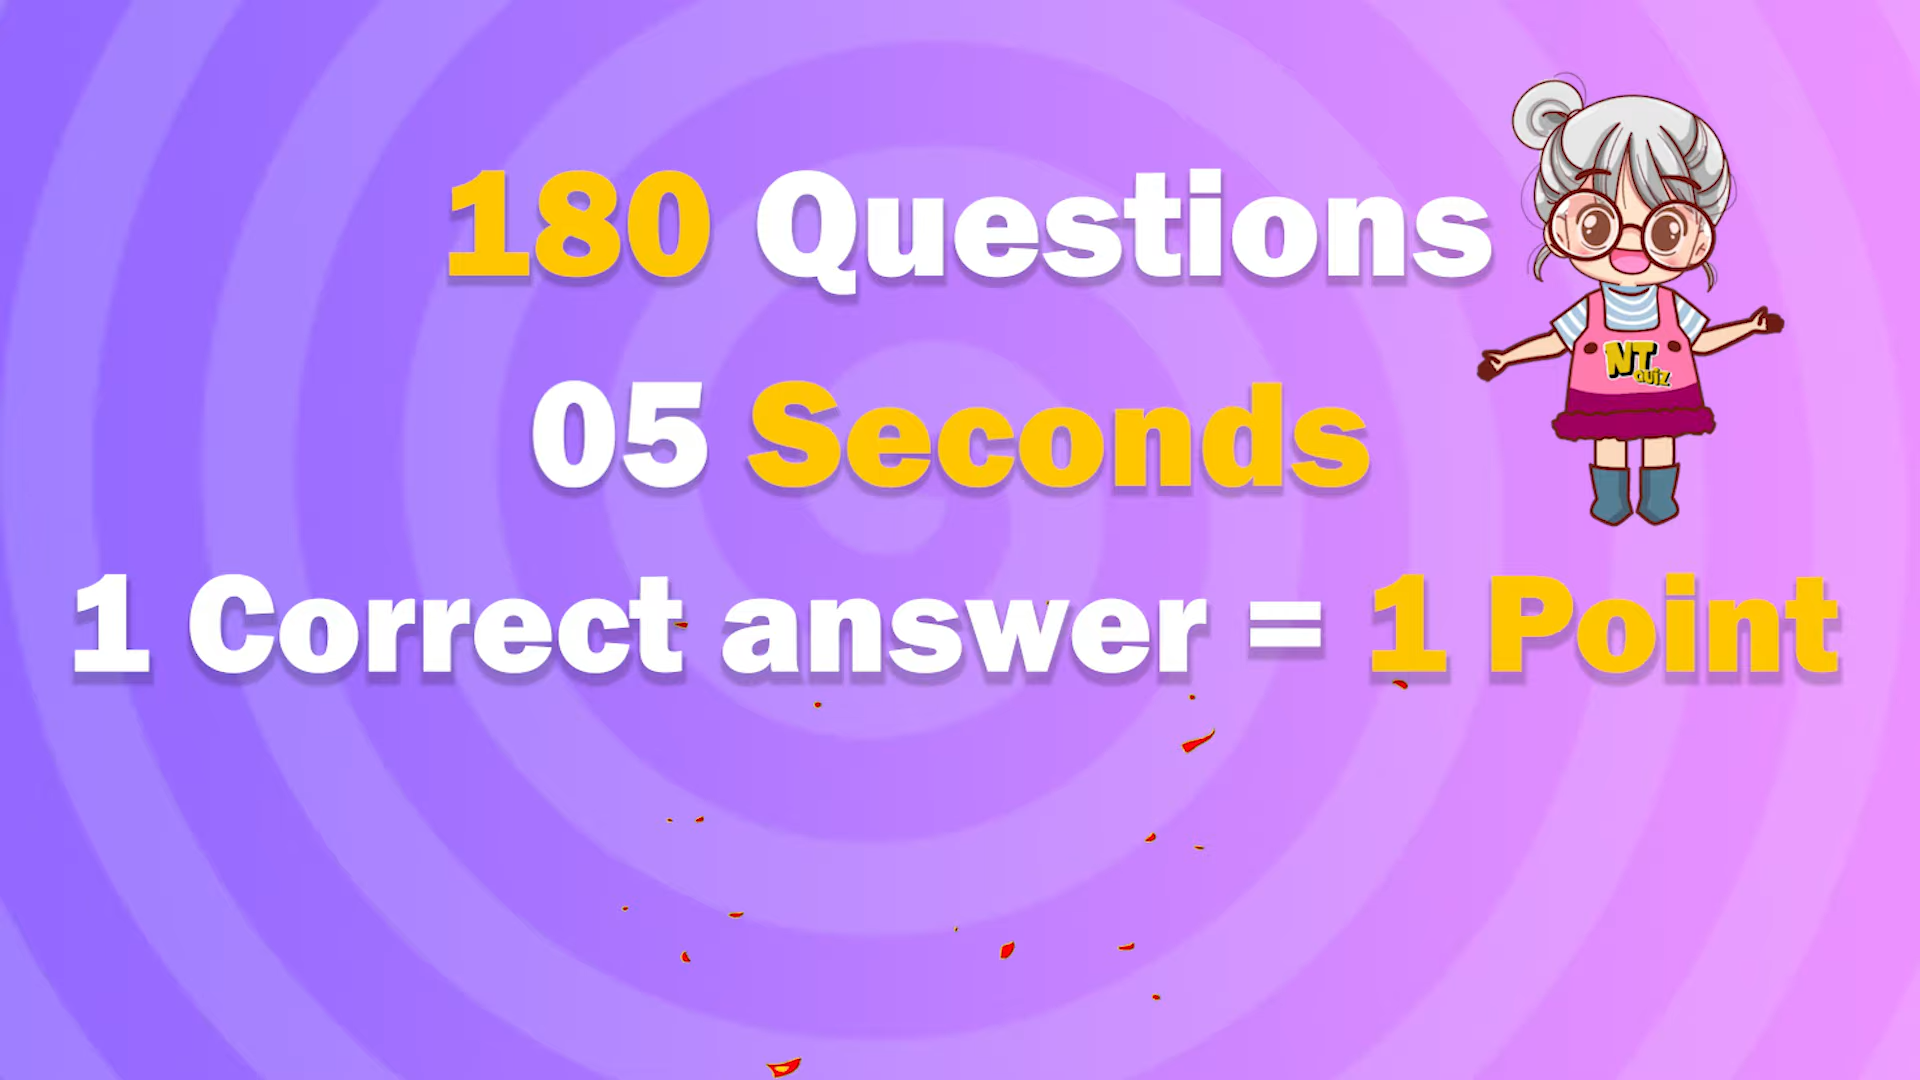 180 Questions
05 Seconds
1 Correct answer = 1 Point
NT
QUIZ